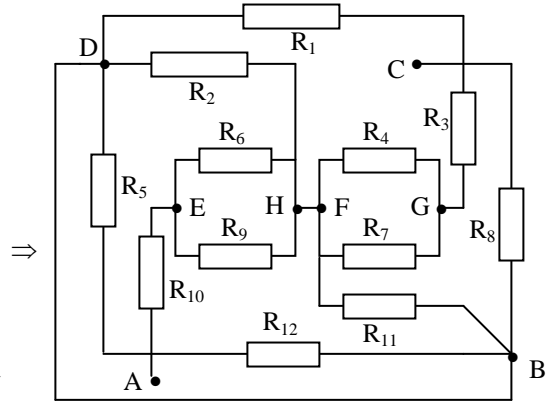 R₁
D
C
R₂
R₃
R₆
R₄
R₅
E
H
F
G
R₈
⇒
R₉
R₇
R₁₀
R₁₂
R₁₁
A
B